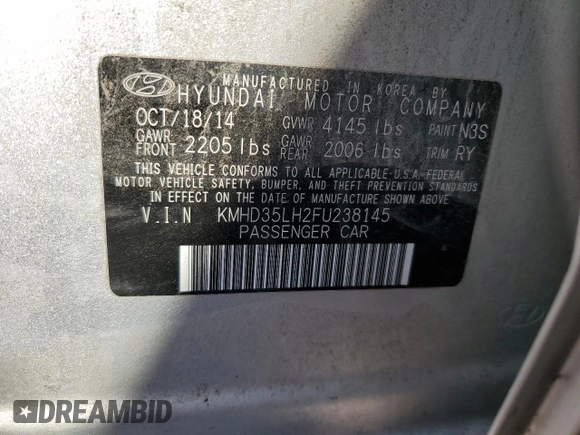 MANUFACTURED IN KOREA BY
HYUNDAI MOTOR COMPANY
OCT/18/14 GVWR 4145 lbs PAINT N3S
GAWR FRONT 2205 lbs GAWR REAR 2006 lbs TRIM RY
THIS VEHICLE CONFORMS TO ALL APPLICABLE U.S.A. FEDERAL
MOTOR VEHICLE SAFETY, BUMPER, AND THEFT PREVENTION STANDARDS
IN EFFECT ON THE DATE OF MANUFACTURE SHOWN ABOVE.
V.I.N KMHD35LH2FU238145
PASSENGER CAR
DREAMBID